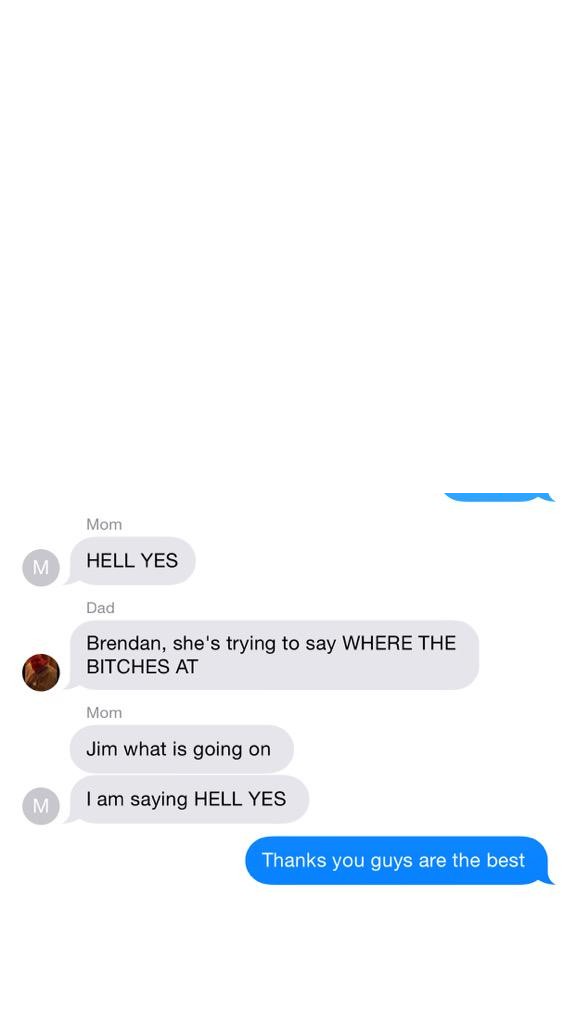 Mom
HELL YES
Dad
Brendan, she's trying to say WHERE THE
BITCHES AT
Mom
Jim what is going on
M
I am saying HELL YES
M
Thanks you guys are the best